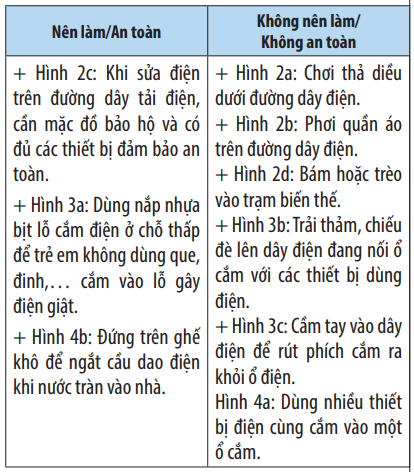 Nên làm/An toàn
Không nên làm/
Không an toàn
+ Hình 2c: Khi sửa điện
trên đường dây tải điện,
cần mặc đồ bảo hộ và có
đủ các thiết bị đảm bảo an
toàn.
+ Hình 3a: Dùng nắp nhựa
bịt lỗ cắm điện ở chỗ thấp
để trẻ em không dùng que,
đinh,… cắm vào lỗ gây
điện giật.
+ Hình 4b: Đứng trên ghế
khô để ngắt cầu dao điện
khi nước tràn vào nhà.
+ Hình 2a: Chơi thả diều
dưới đường dây điện.
+ Hình 2b: Phơi quần áo
trên đường dây điện.
+ Hình 2d: Bám hoặc trèo
vào trạm biến thế.
+ Hình 3b: Trải thảm, chiếu
đè lên dây điện đang nối ổ
cắm với các thiết bị dùng
điện.
+ Hình 3c: Cầm tay vào dây
điện để rút phích cắm ra
khỏi ổ điện.
Hình 4a: Dùng nhiều thiết
bị điện cùng cắm vào một
ổ cắm.